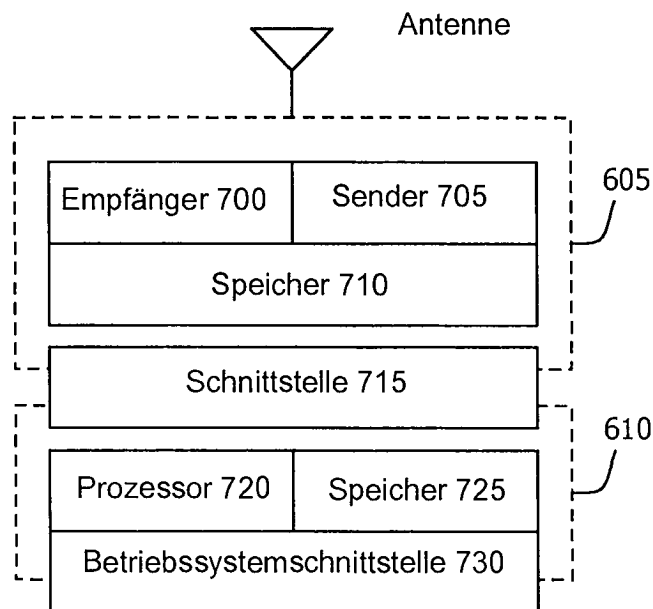 Antenne
Empfänger 700
Sender 705
605
Speicher 710
Schnittstelle 715
610
Prozessor 720
Speicher 725
Betriebssystemschnittstelle 730